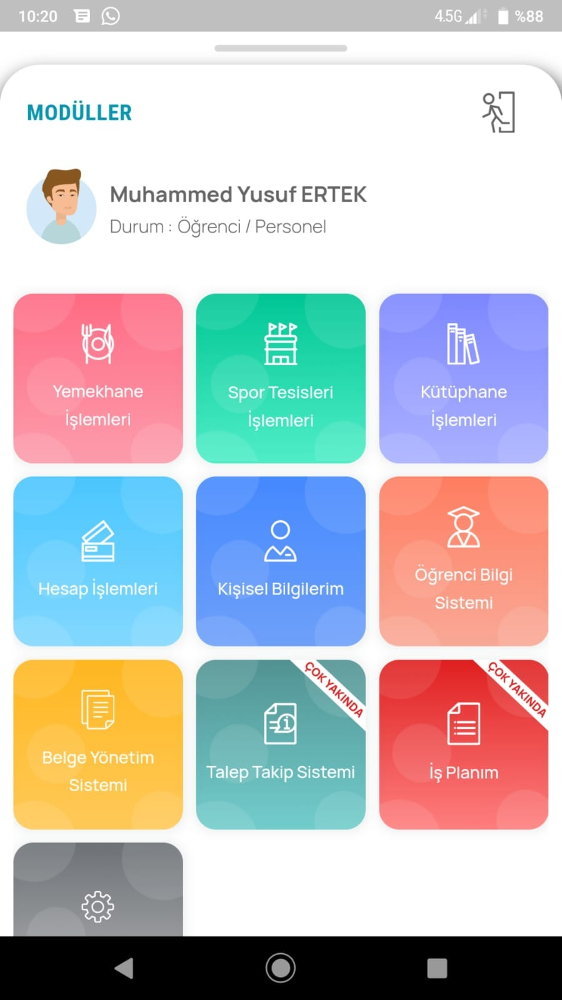 10:20 4.5G %88
MODÜLLER
Muhammed Yusuf ERTEK
Durum : Öğrenci / Personel
Yemekhane
İşlemleri
Spor Tesisleri
İşlemleri
Kütüphane
İşlemleri
Hesap İşlemleri
Kişisel Bilgilerim
Öğrenci Bilgi
Sistemi
Belge Yönetim
Sistemi
ÇOK YAKINDA
Talep Takip Sistemi
ÇOK YAKINDA
İş Planım